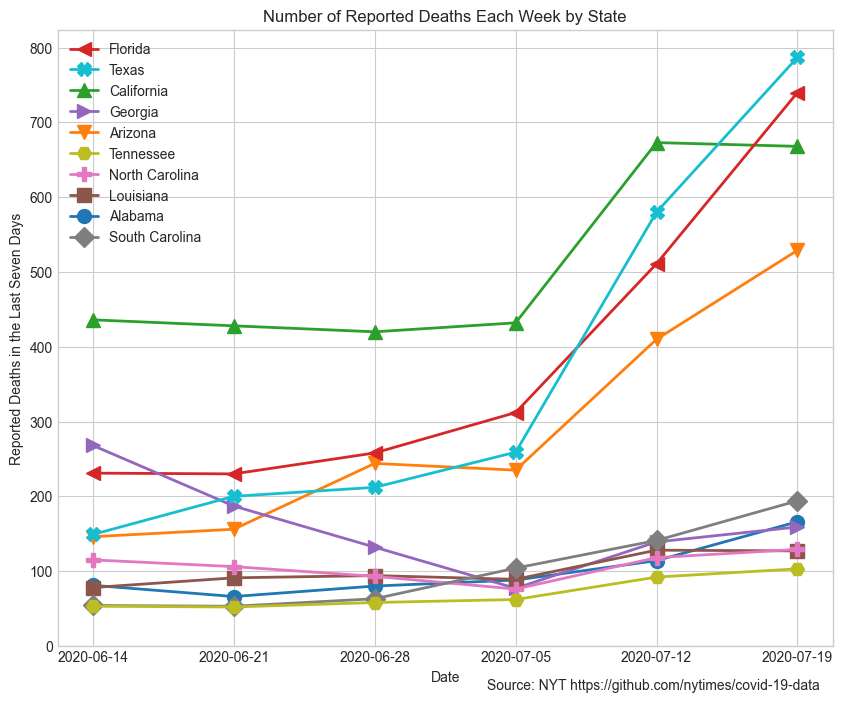 Number of Reported Deaths Each Week by State
800
700
600
500
400
300
200
100
0
Reported Deaths in the Last Seven Days
Florida
Texas
California
Georgia
Arizona
Tennessee
North Carolina
Louisiana
Alabama
South Carolina
2020-06-14 2020-06-21 2020-06-28 2020-07-05 2020-07-12 2020-07-19
Date
Source: NYT https://github.com/nytimes/covid-19-data